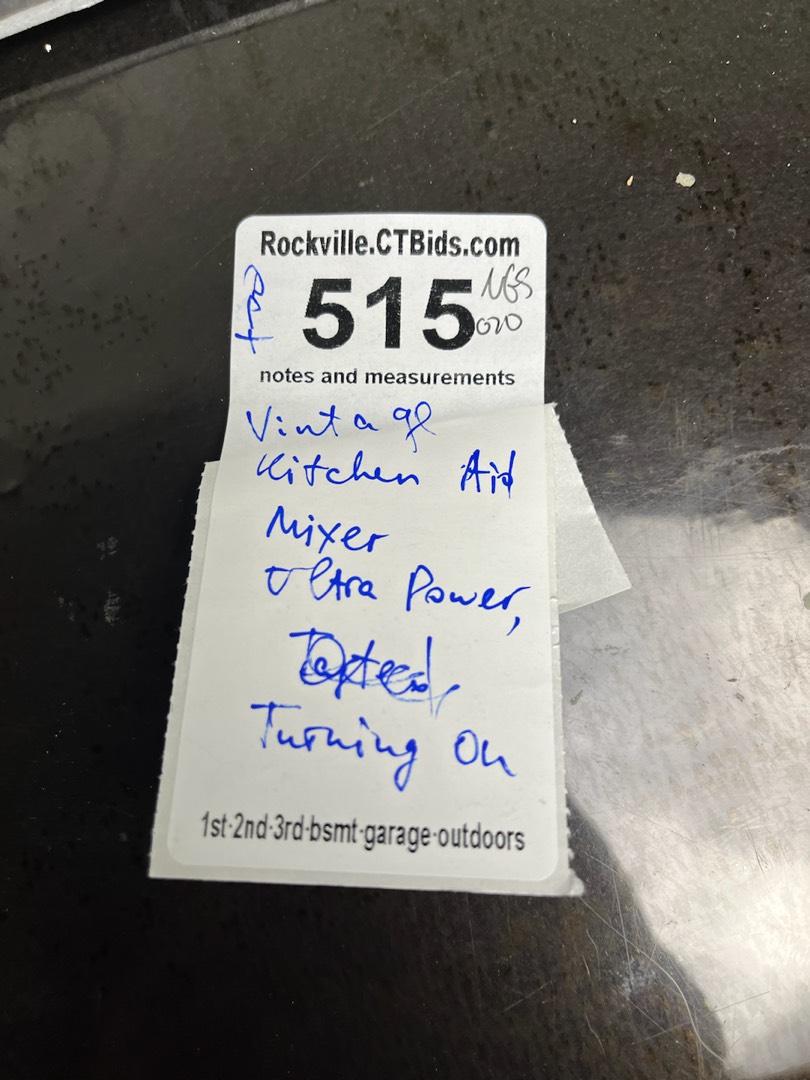 Rockville.CTBids.com
515
notes and measurements
Vintage
Kitchen Aid
Mixer
Ultra Power,
Tested,
Turning On
1st-2nd-3rd-bsmt-garage-outdoors